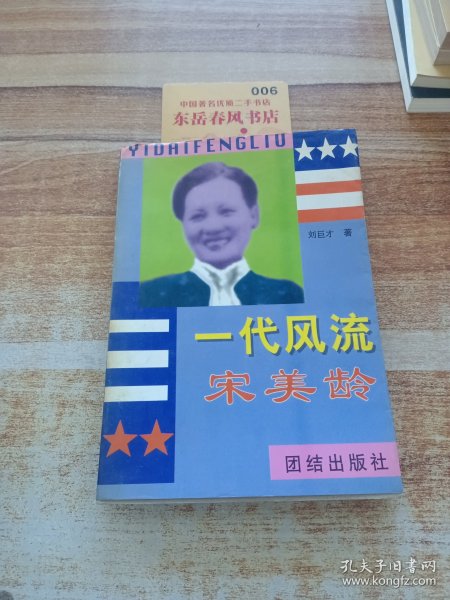 006
中国著名优质二手书店
东岳春风书店
YIDAIFENGLIU
刘巨才 著
一代风流
宋美龄
团结出版社
孔夫子旧书网
www.kongfz.com